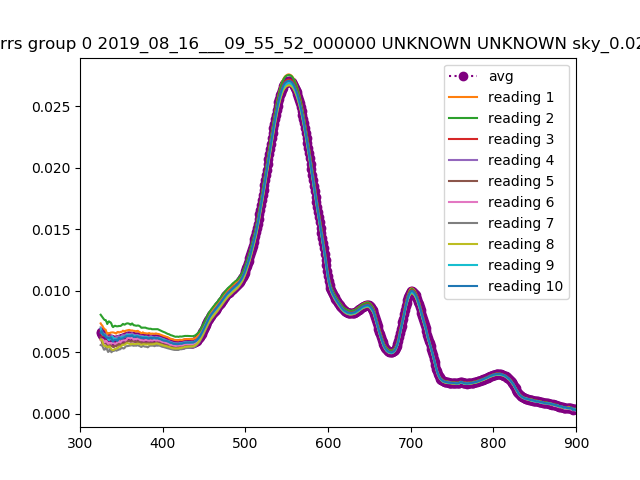 rrs group 0 2019_08_16___09_55_52_000000 UNKNOWN UNKNOWN sky_0.02
avg
reading 1
reading 2
reading 3
reading 4
reading 5
reading 6
reading 7
reading 8
reading 9
reading 10
0.025
0.020
0.015
0.010
0.005
0.000
300 400 500 600 700 800 900